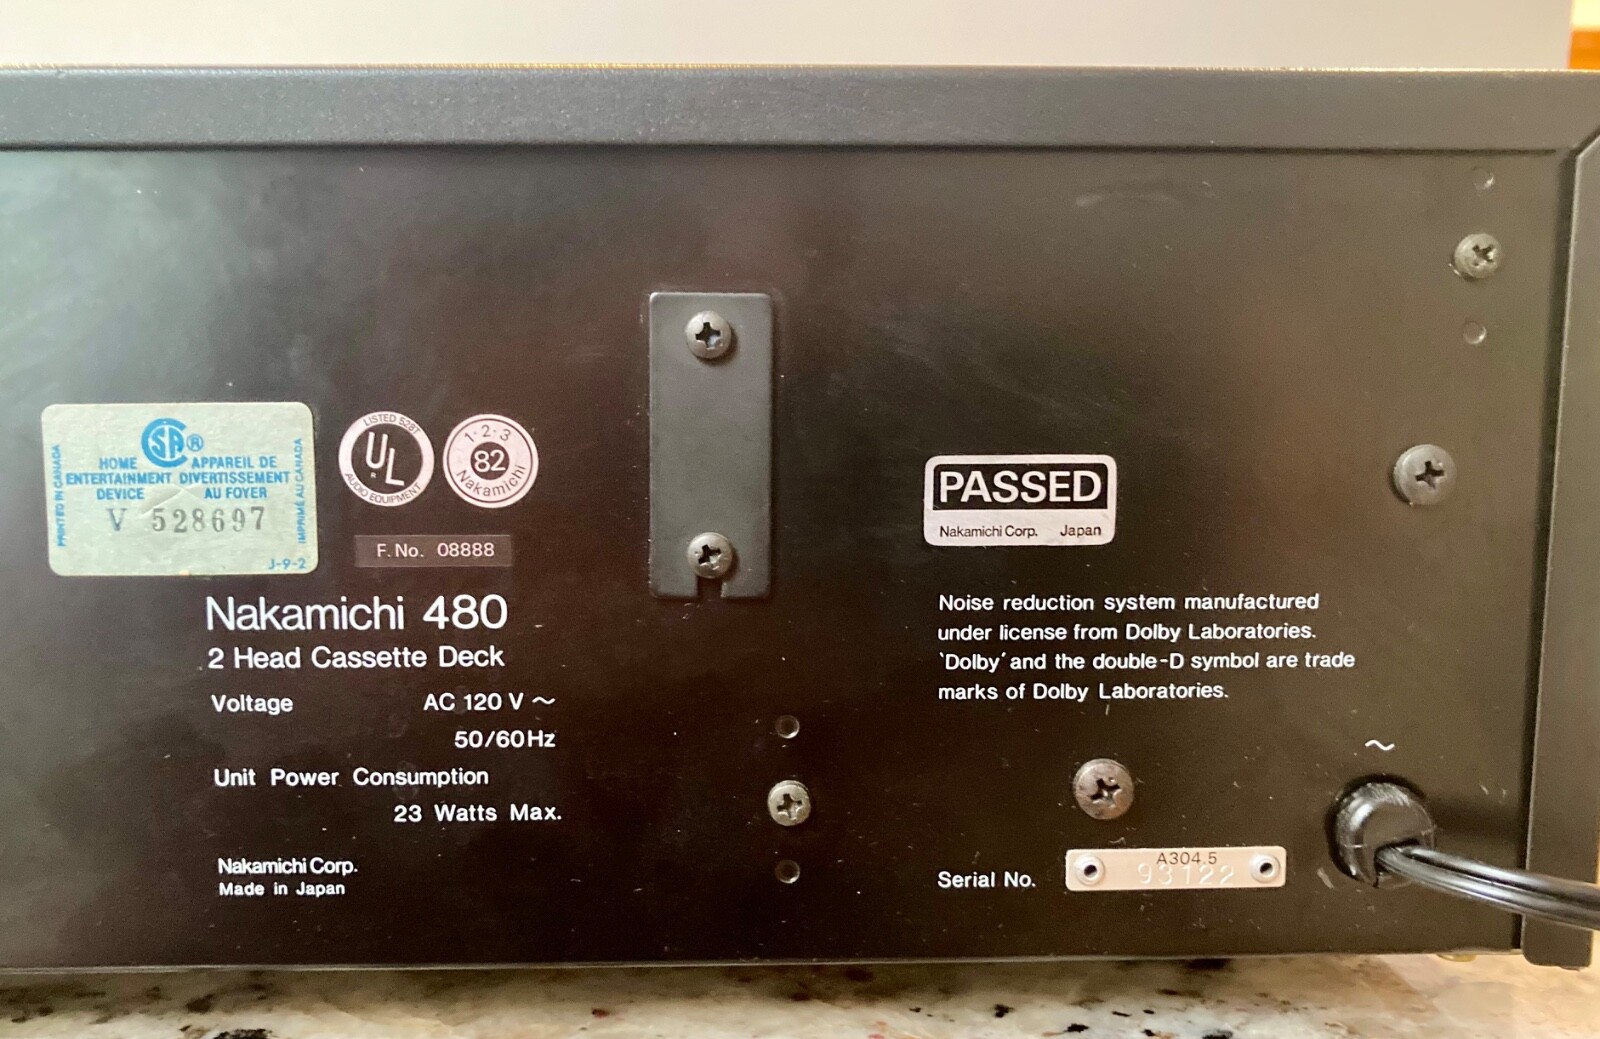 PRINTED IN CANADA
SA ®
HOME APPAREIL DE
ENTERTAINMENT DIVERTISSEMENT
DEVICE AU FOYER
V 528697
IMPRIMÉ AU CANADA
J-9-2
LISTED 528T
UL
AUDIO EQUIPMENT
1·2·3
82
Nakamichi
F. No. 08888
Nakamichi 480
2 Head Cassette Deck
Voltage AC 120 V ~
50/60Hz
Unit Power Consumption
23 Watts Max.
Nakamichi Corp.
Made in Japan
PASSED
Nakamichi Corp. Japan
Noise reduction system manufactured
under license from Dolby Laboratories.
`Dolby´ and the double-D symbol are trade
marks of Dolby Laboratories.
~
Serial No. A304.5
93122